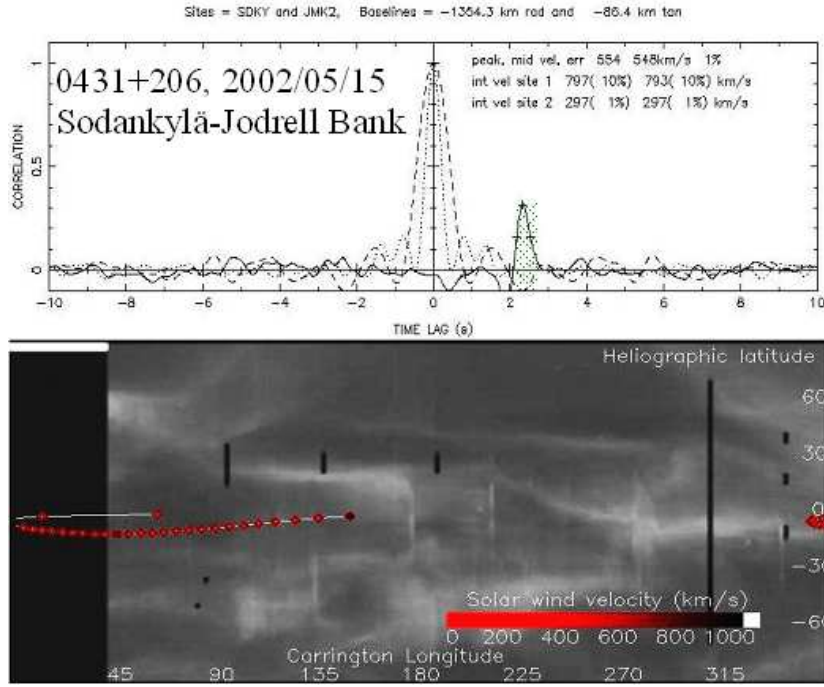 Sites = SDKY and JMK2, Baselines = -1354.3 km rad and -86.4 km tan
peak, mid vel, err 554 548km/s 1%
int vel site 1 797( 10%) 793( 10%) km/s
int vel site 2 297( 1%) 297( 1%) km/s
0431+206, 2002/05/15
Sodankylä-Jodrell Bank
CORRELATION
1
0.5
0
-10 -8 -6 -4 -2 0 2 4 6 8 10
TIME LAG (s)
Heliographic latitude
60
30
0
-30
-60
Solar wind velocity (km/s)
0 200 400 600 800 1000
Carrington Longitude
45 90 135 180 225 270 315